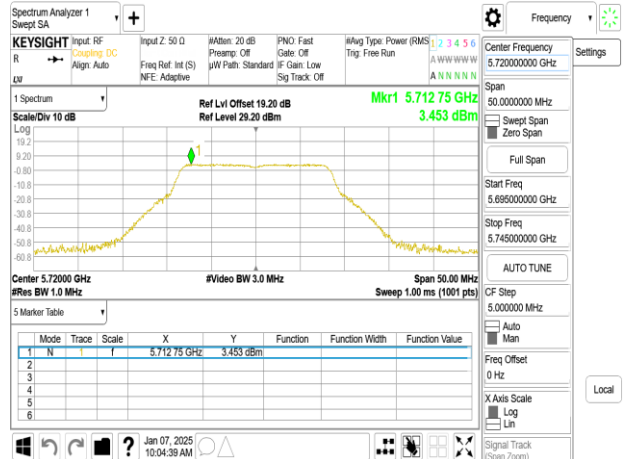 Spectrum Analyzer 1
Swept SA
+
Frequency
KEYSIGHT
R
Input: RF
Coupling: DC
Align: Auto
Input Z: 50 Ω
Freq Ref: Int (S)
NFE: Adaptive
#Atten: 20 dB
Preamp: Off
µW Path: Standard
PNO: Fast
Gate: Off
IF Gain: Low
Sig Track: Off
#Avg Type: Power (RMS
Trig: Free Run
1 2 3 4 5 6
A W W W W W
A N N N N N
1 Spectrum
Scale/Div 10 dB
Ref Lvl Offset 19.20 dB
Ref Level 29.20 dBm
Mkr1 5.712 75 GHz
3.453 dBm
Log
19.2
9.20
-0.80
-10.8
-20.8
-30.8
-40.8
-50.8
-60.8
1
Center 5.72000 GHz
#Res BW 1.0 MHz
#Video BW 3.0 MHz
Span 50.00 MHz
Sweep 1.00 ms (1001 pts)
5 Marker Table
Mode Trace Scale X Y Function Function Width Function Value
1 N 1 f 5.712 75 GHz 3.453 dBm
2
3
4
5
6
Jan 07, 2025
10:04:39 AM
?
Center Frequency
5.720000000 GHz
Settings
Span
50.0000000 MHz
Swept Span
Zero Span
Full Span
Start Freq
5.695000000 GHz
Stop Freq
5.745000000 GHz
AUTO TUNE
CF Step
5.000000 MHz
Auto
Man
Freq Offset
0 Hz
X Axis Scale
Log
Lin
Local
Signal Track
(Span Zoom)